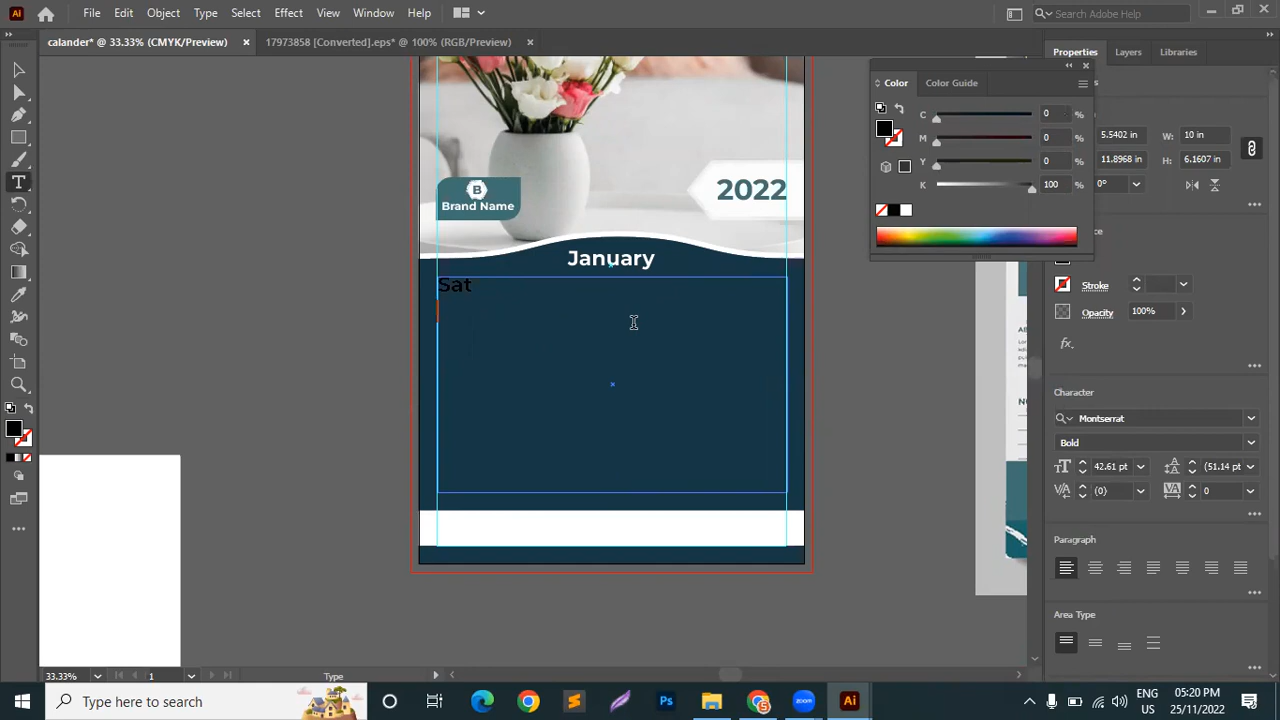 Ai
File Edit Object Type Select Effect View Window Help
Search Adobe Help
calander* @ 33.33% (CMYK/Preview) × 17973858 [Converted].eps* @ 100% (RGB/Preview) ×
Properties Layers Libraries
Color Color Guide
C 0 %
M 0 %
Y 0 %
K 100 %
5.5402 in W: 10 in
11.8968 in H: 6.1607 in
0°
B
Brand Name
2022
January
Sat
Stroke
Opacity 100%
fx
Character
Montserrat
Bold
42.61 pt (51.14 pt
(0) 0
Paragraph
Area Type
33.33% 1 Type
Type here to search
Ps
Ai
ENG
US
05:20 PM
25/11/2022